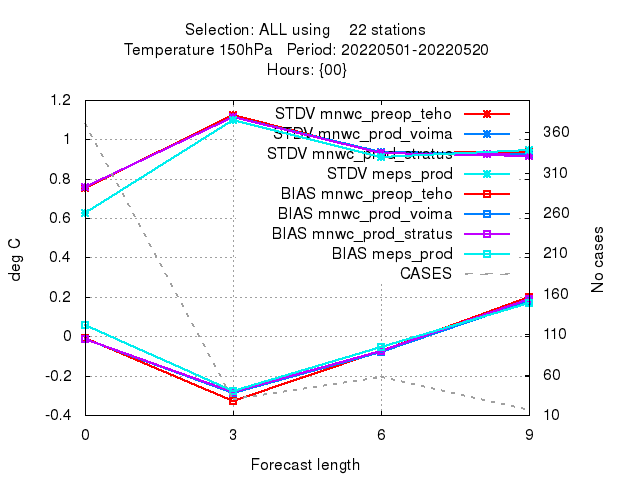 Selection: ALL using 22 stations
Temperature 150hPa Period: 20220501-20220520
Hours: {00}
1.2
1
0.8
0.6
0.4
0.2
0
-0.2
-0.4
deg C
STDV mnwc_preop_teho
STDV mnwc_prod_voima
STDV mnwc_prod_stratus
STDV meps_prod
BIAS mnwc_preop_teho
BIAS mnwc_prod_voima
BIAS mnwc_prod_stratus
BIAS meps_prod
CASES
360
310
260
210
160
110
60
10
No cases
0 3 6 9
Forecast length